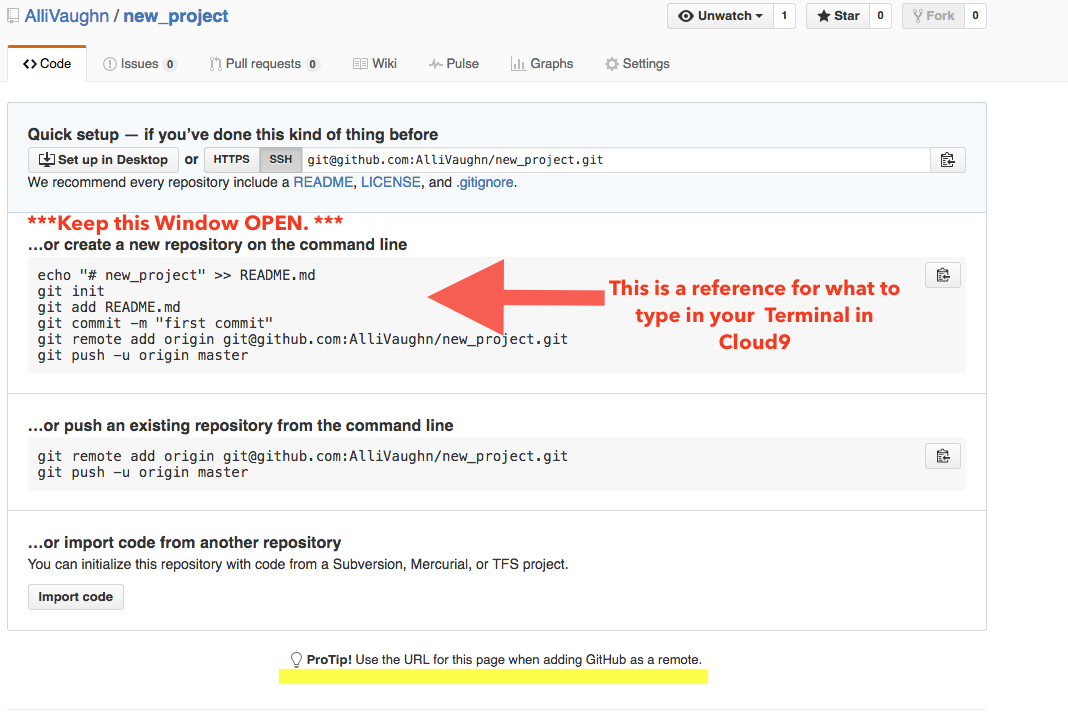 AlliVaughn / new_project
Unwatch 1 Star 0 Fork 0
Code Issues 0 Pull requests 0 Wiki Pulse Graphs Settings
Quick setup — if you've done this kind of thing before
Set up in Desktop or HTTPS SSH git@github.com:AlliVaughn/new_project.git
We recommend every repository include a README, LICENSE, and .gitignore.
***Keep this Window OPEN. ***
…or create a new repository on the command line
echo "# new_project" >> README.md
git init
git add README.md
git commit -m "first commit"
git remote add origin git@github.com:AlliVaughn/new_project.git
git push -u origin master
This is a reference for what to
type in your Terminal in
Cloud9
…or push an existing repository from the command line
git remote add origin git@github.com:AlliVaughn/new_project.git
git push -u origin master
…or import code from another repository
You can initialize this repository with code from a Subversion, Mercurial, or TFS project.
Import code
ProTip! Use the URL for this page when adding GitHub as a remote.